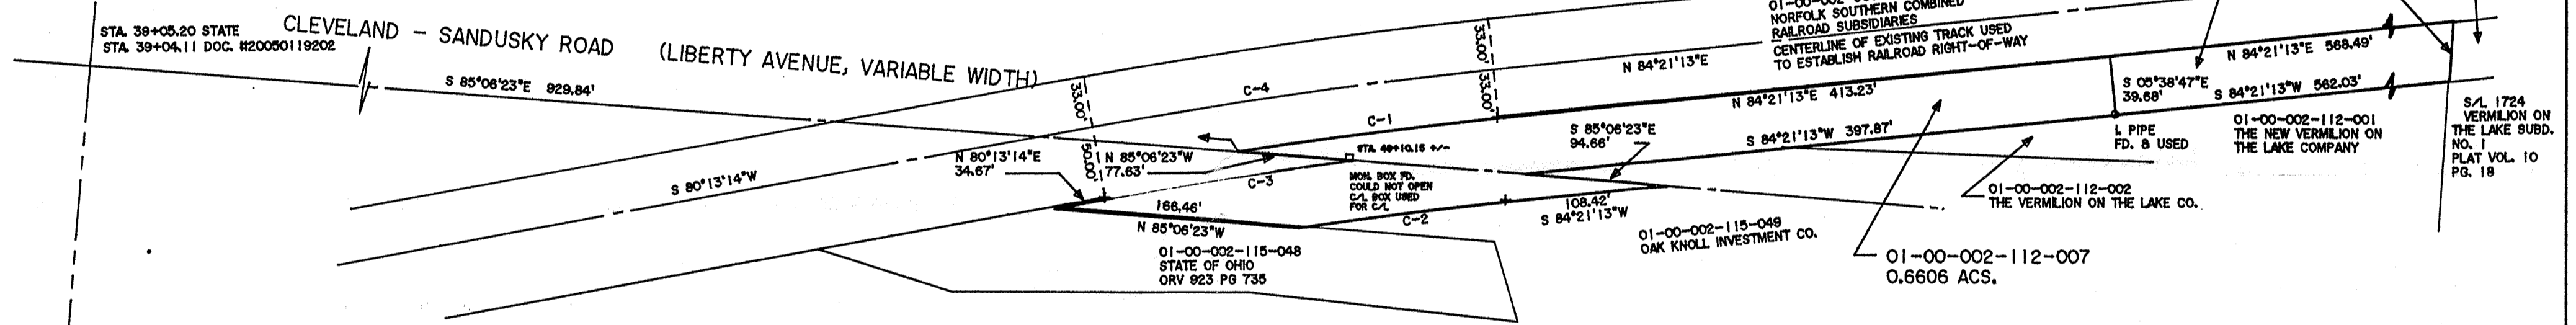 STA. 39+05.20 STATE
STA. 39+04.11 DOC. #20050119202
CLEVELAND - SANDUSKY ROAD (LIBERTY AVENUE, VARIABLE WIDTH)
S 85°06'23"E 929.84'
33.00'
50.00'
C-4
33.00'
33.00'
NORFOLK SOUTHERN COMBINED
RAILROAD SUBSIDIARIES
CENTERLINE OF EXISTING TRACK USED
TO ESTABLISH RAILROAD RIGHT-OF-WAY
N 84°21'13"E
N 84°21'13"E 568.49'
N 84°21'13"E 413.23'
S 05°38'47"E
39.68'
S 84°21'13"W 562.03'
C-1
S 85°06'23"E
94.66'
S 84°21'13"W 397.87'
I. PIPE
FD. & USED
01-00-002-112-001
THE NEW VERMILION ON
THE LAKE COMPANY
S/L 1724
VERMILION ON
THE LAKE SUBD.
NO. 1
PLAT VOL. 10
PG. 18
S 80°13'14"W
N 80°13'14"E
34.67'
N 85°06'23"W
77.63'
STA. 48+10.15 +/-
C-3
MON. BOX FD.
COULD NOT OPEN
C/L BOX USED
FOR C/L
166.46'
N 85°06'23"W
C-2
108.42'
S 84°21'13"W
01-00-002-112-002
THE VERMILION ON THE LAKE CO.
01-00-002-115-048
STATE OF OHIO
ORV 923 PG 735
01-00-002-115-049
OAK KNOLL INVESTMENT CO.
01-00-002-112-007
0.6606 ACS.